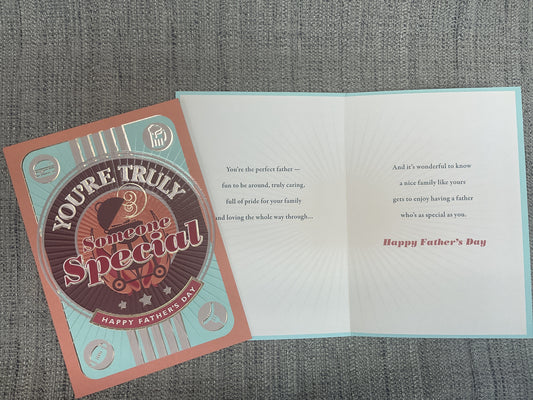 YOU'RE TRULY
Someone
Special
HAPPY FATHER'S DAY
You're the perfect father —
fun to be around, truly caring,
full of pride for your family
and loving the whole way through...
And it's wonderful to know
a nice family like yours
gets to enjoy having a father
who's as special as you.
Happy Father's Day